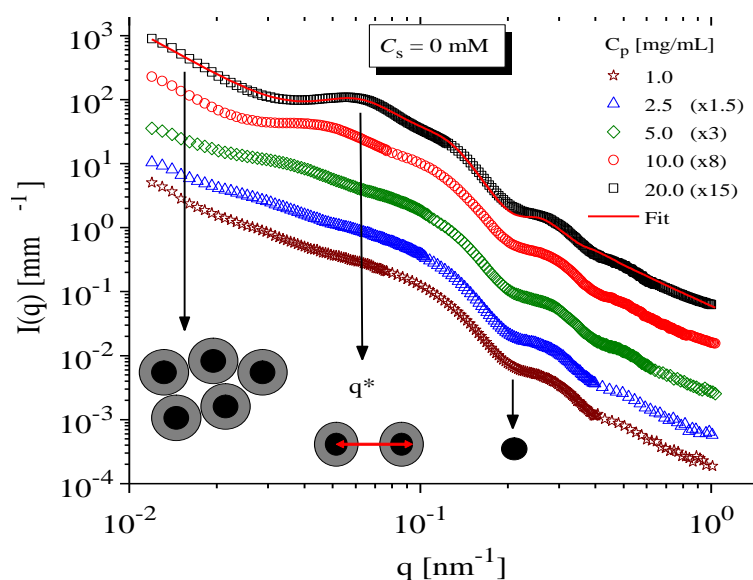 C_s = 0 mM
C_p [mg/mL]
1.0
2.5 (x1.5)
5.0 (x3)
10.0 (x8)
20.0 (x15)
Fit
q*
10^3
10^2
10^1
10^0
10^-1
10^-2
10^-3
10^-4
I(q) [mm^-1]
10^-2
10^-1
10^0
q [nm^-1]